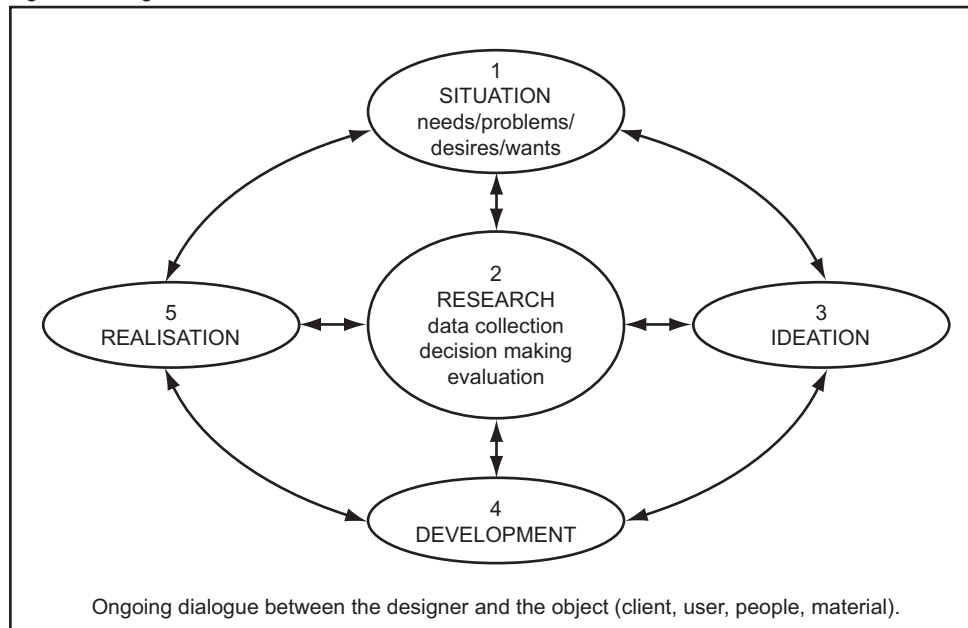 1
SITUATION
needs/problems/
desires/wants
2
RESEARCH
data collection
decision making
evaluation
5
REALISATION
3
IDEATION
4
DEVELOPMENT
Ongoing dialogue between the designer and the object (client, user, people, material).